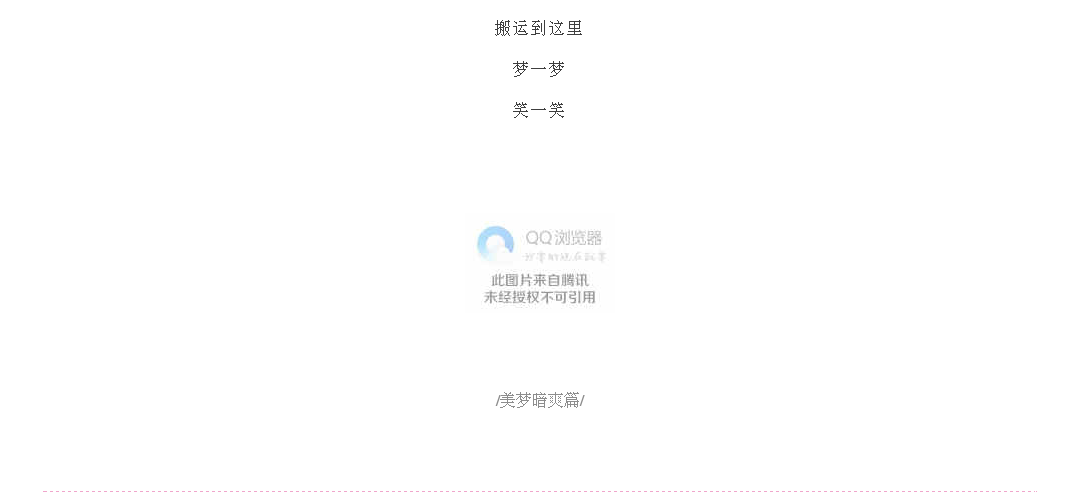 搬运到这里
梦一梦
笑一笑
QQ浏览器
此图片来自腾讯
未经授权不可引用
/美梦暗爽篇/